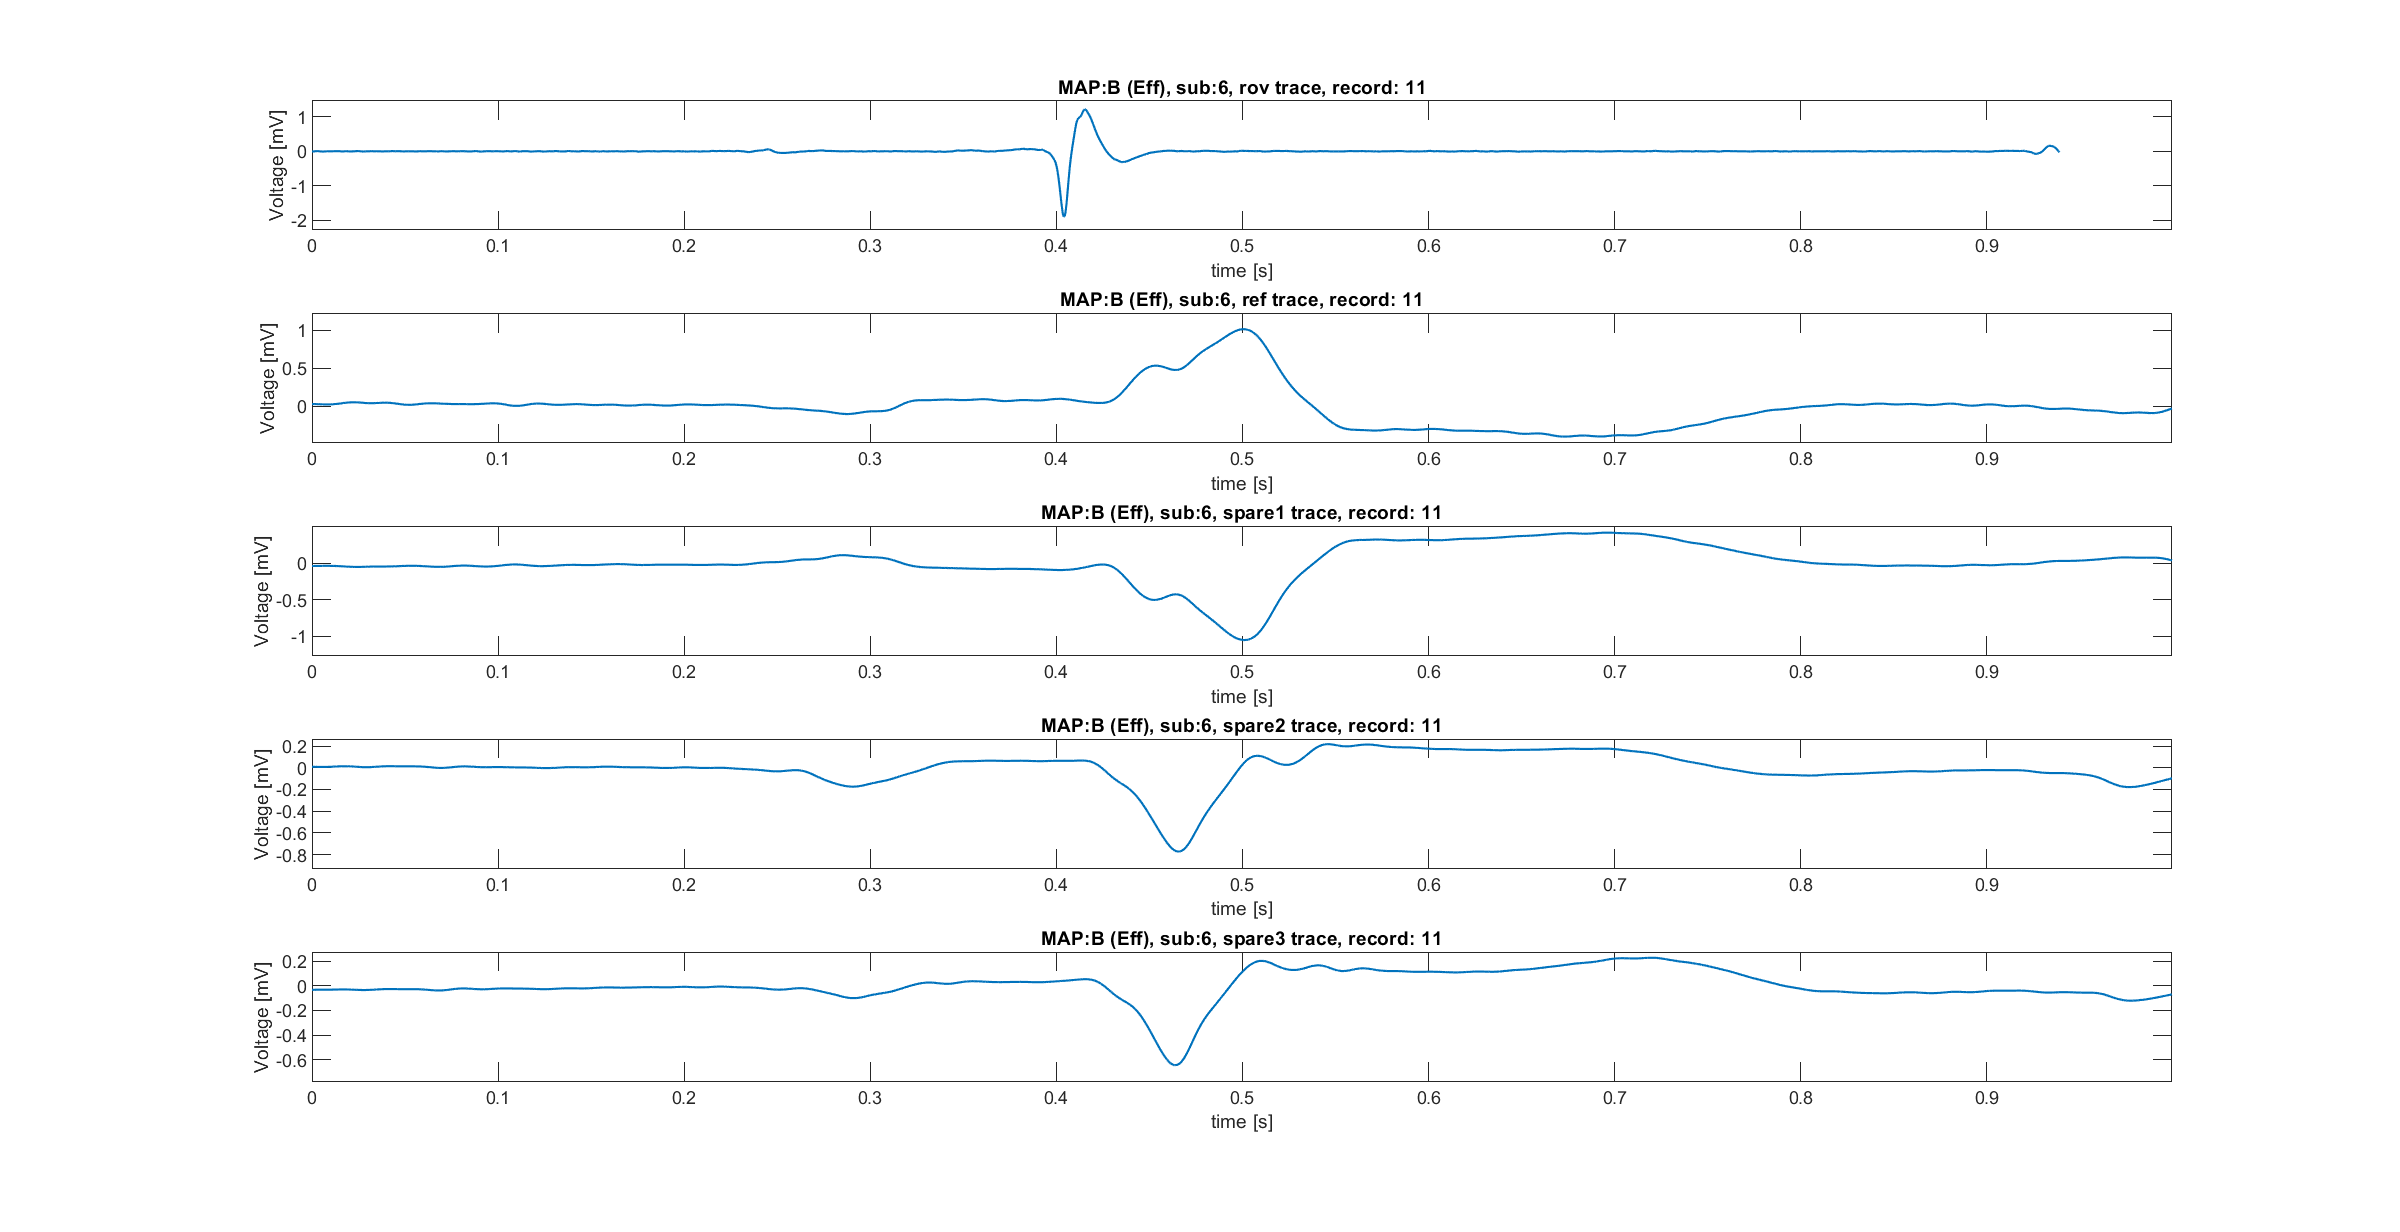 MAP:B (Eff), sub:6, rov trace, record: 11
Voltage [mV]
1
0
-1
-2
0 0.1 0.2 0.3 0.4 0.5 0.6 0.7 0.8 0.9
time [s]
MAP:B (Eff), sub:6, ref trace, record: 11
Voltage [mV]
1
0.5
0
0 0.1 0.2 0.3 0.4 0.5 0.6 0.7 0.8 0.9
time [s]
MAP:B (Eff), sub:6, spare1 trace, record: 11
Voltage [mV]
0
-0.5
-1
0 0.1 0.2 0.3 0.4 0.5 0.6 0.7 0.8 0.9
time [s]
MAP:B (Eff), sub:6, spare2 trace, record: 11
Voltage [mV]
0.2
0
-0.2
-0.4
-0.6
-0.8
0 0.1 0.2 0.3 0.4 0.5 0.6 0.7 0.8 0.9
time [s]
MAP:B (Eff), sub:6, spare3 trace, record: 11
Voltage [mV]
0.2
0
-0.2
-0.4
-0.6
0 0.1 0.2 0.3 0.4 0.5 0.6 0.7 0.8 0.9
time [s]